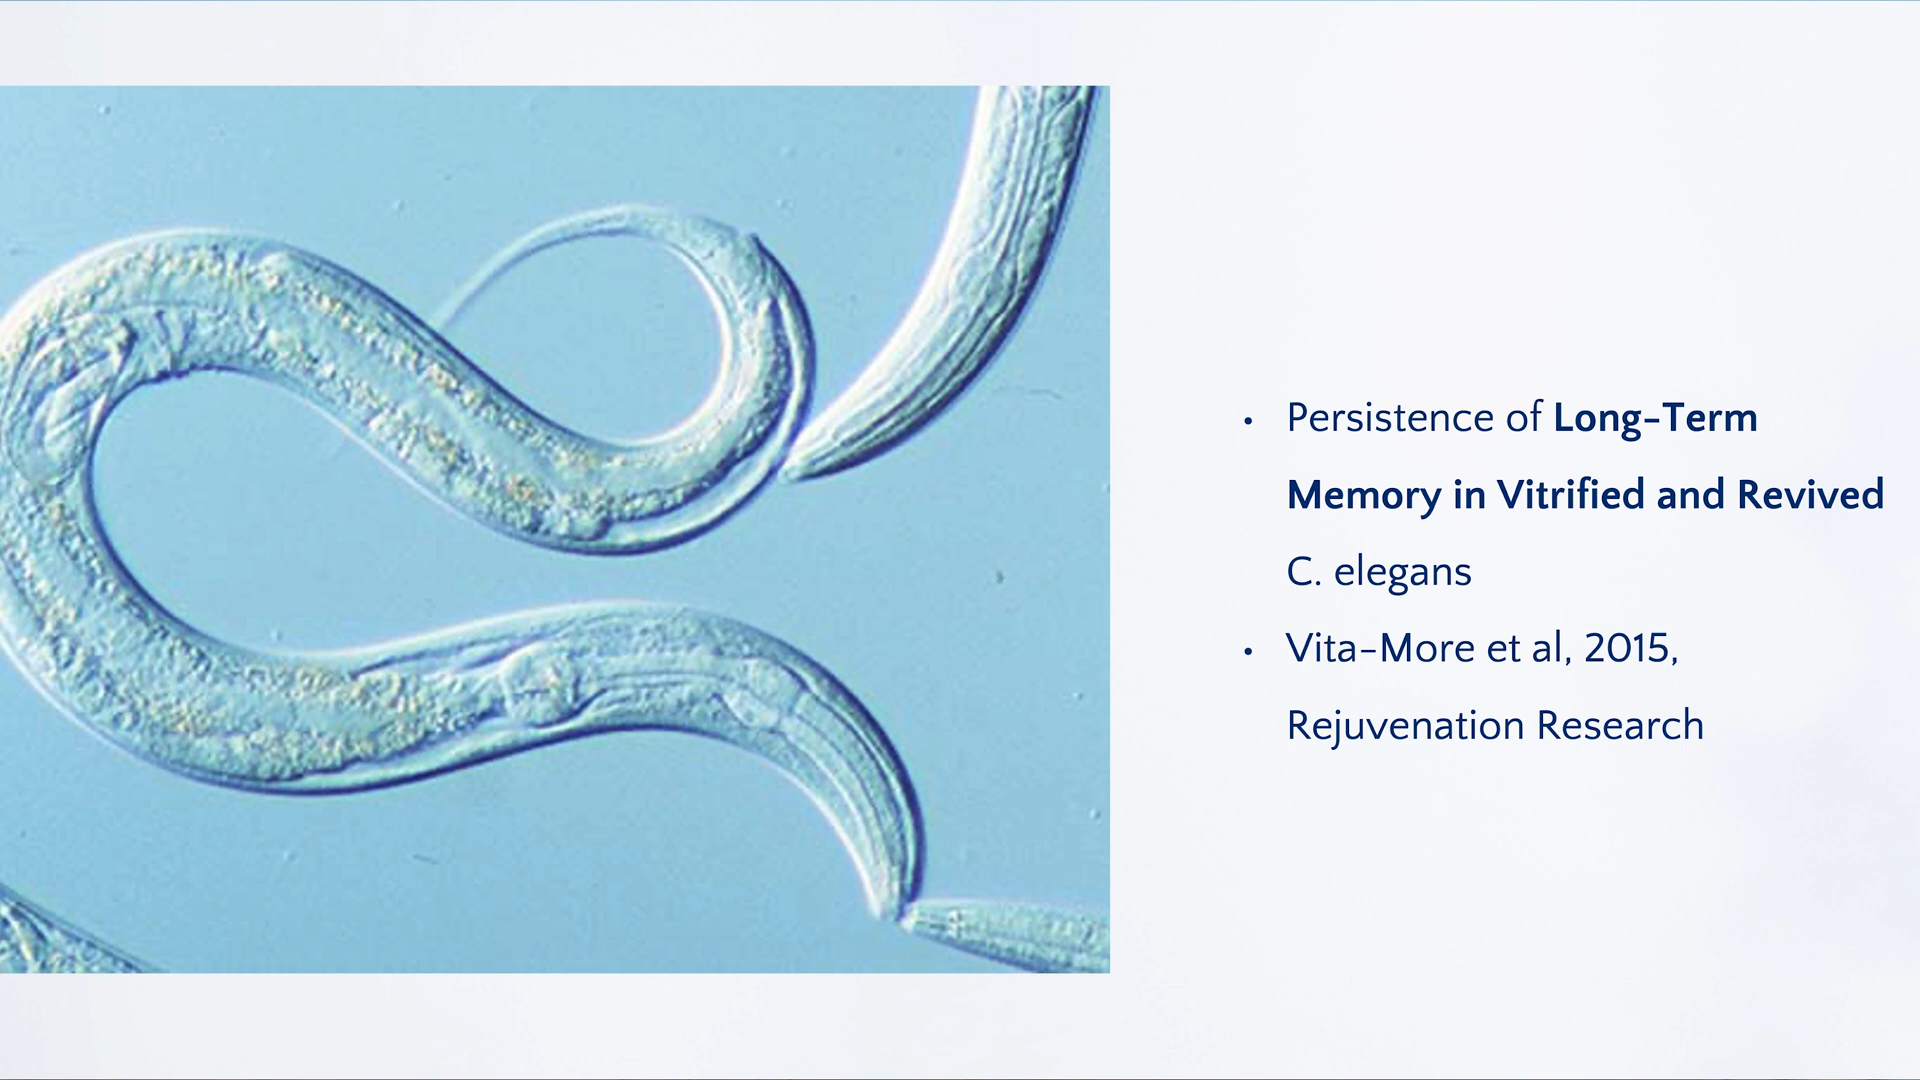 • Persistence of Long-Term
Memory in Vitrified and Revived
C. elegans
• Vita-More et al, 2015,
Rejuvenation Research